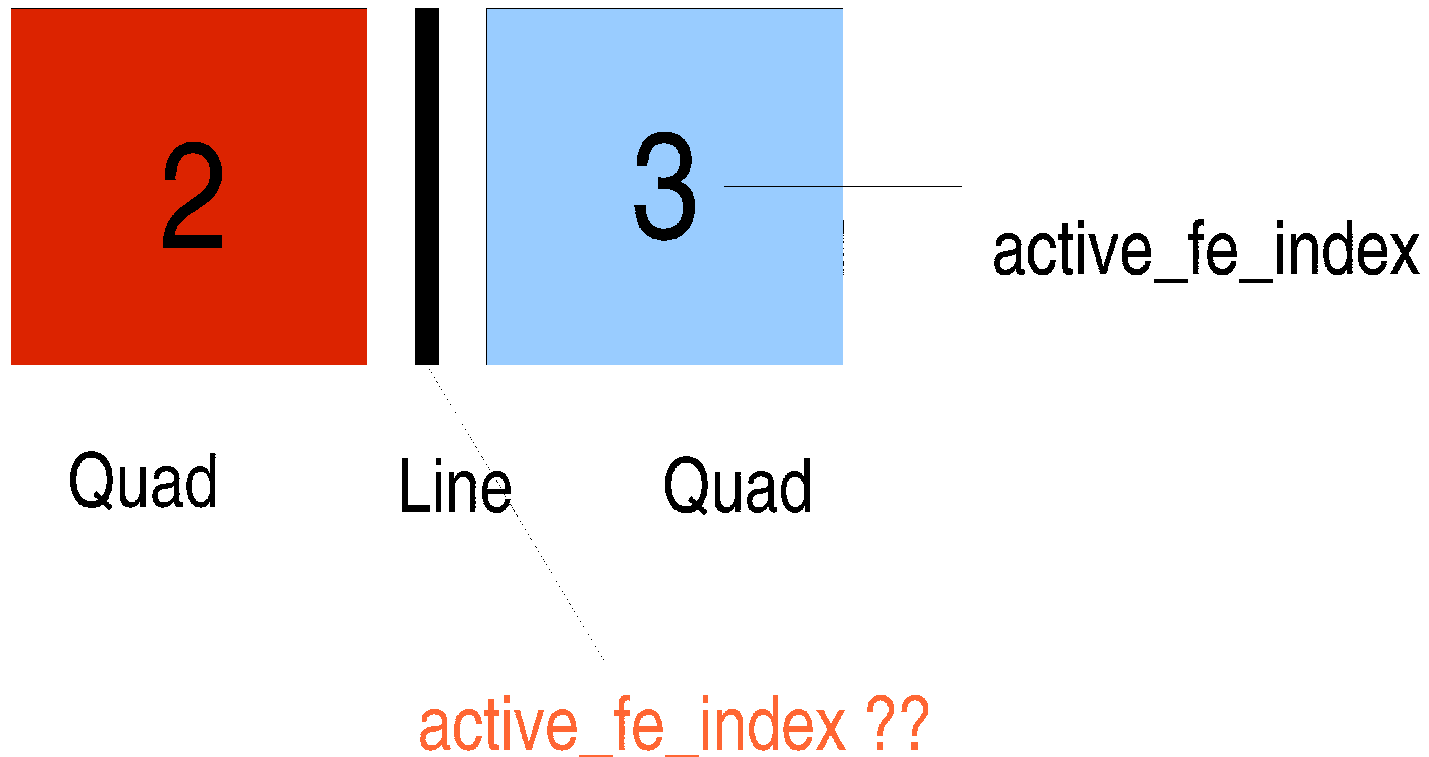 2
3
active_fe_index
Quad
Line
Quad
active_fe_index ??